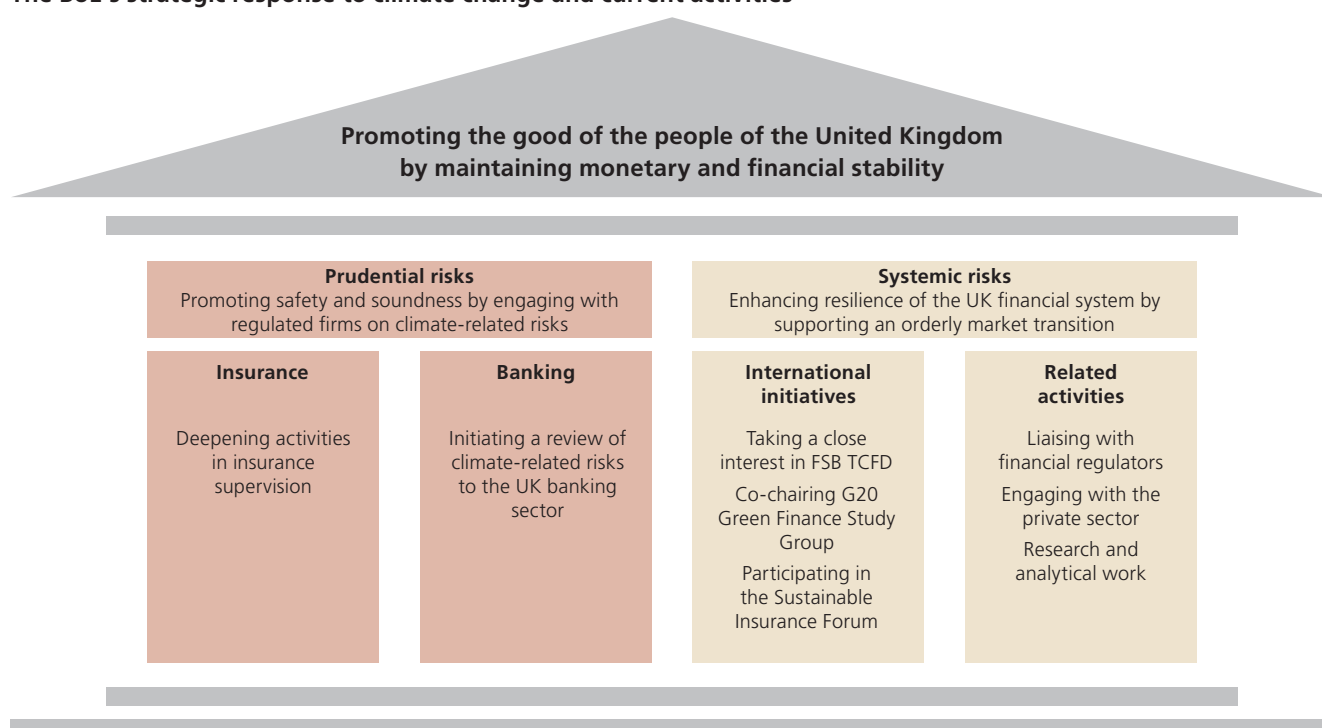 The BOE's strategic response to climate change and current activities
Promoting the good of the people of the United Kingdom
by maintaining monetary and financial stability
Prudential risks
Promoting safety and soundness by engaging with
regulated firms on climate-related risks
Systemic risks
Enhancing resilience of the UK financial system by
supporting an orderly market transition
Insurance
Deepening activities
in insurance
supervision
Banking
Initiating a review of
climate-related risks
to the UK banking
sector
International
initiatives
Taking a close
interest in FSB TCFD
Co-chairing G20
Green Finance Study
Group
Participating in
the Sustainable
Insurance Forum
Related
activities
Liaising with
financial regulators
Engaging with the
private sector
Research and
analytical work